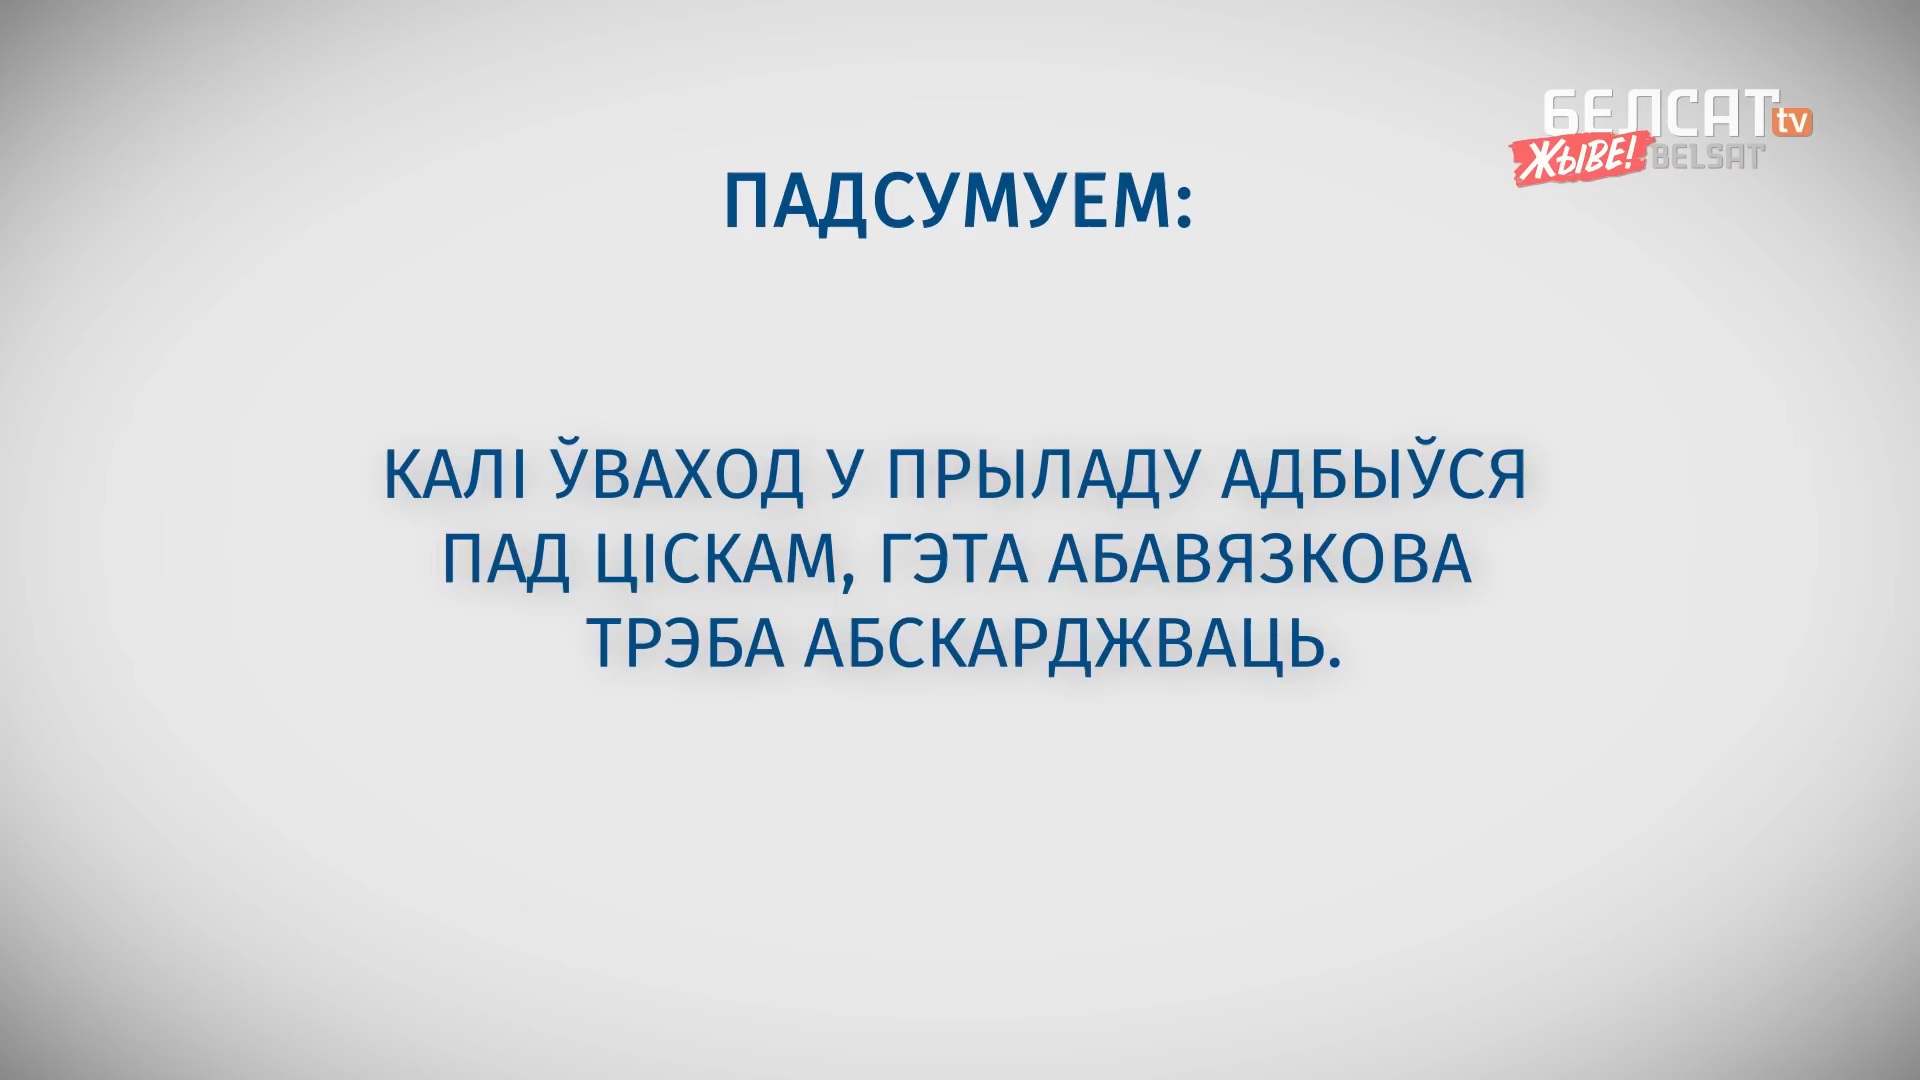 БЕЛСАТ tv
ЖЫВЕ! BELSAT
ПАДСУМУЕМ:
КАЛІ ЎВАХОД У ПРЫЛАДУ АДБЫЎСЯ
ПАД ЦІСКАМ, ГЭТА АБАВЯЗКОВА
ТРЭБА АБСКАРДЖВАЦЬ.